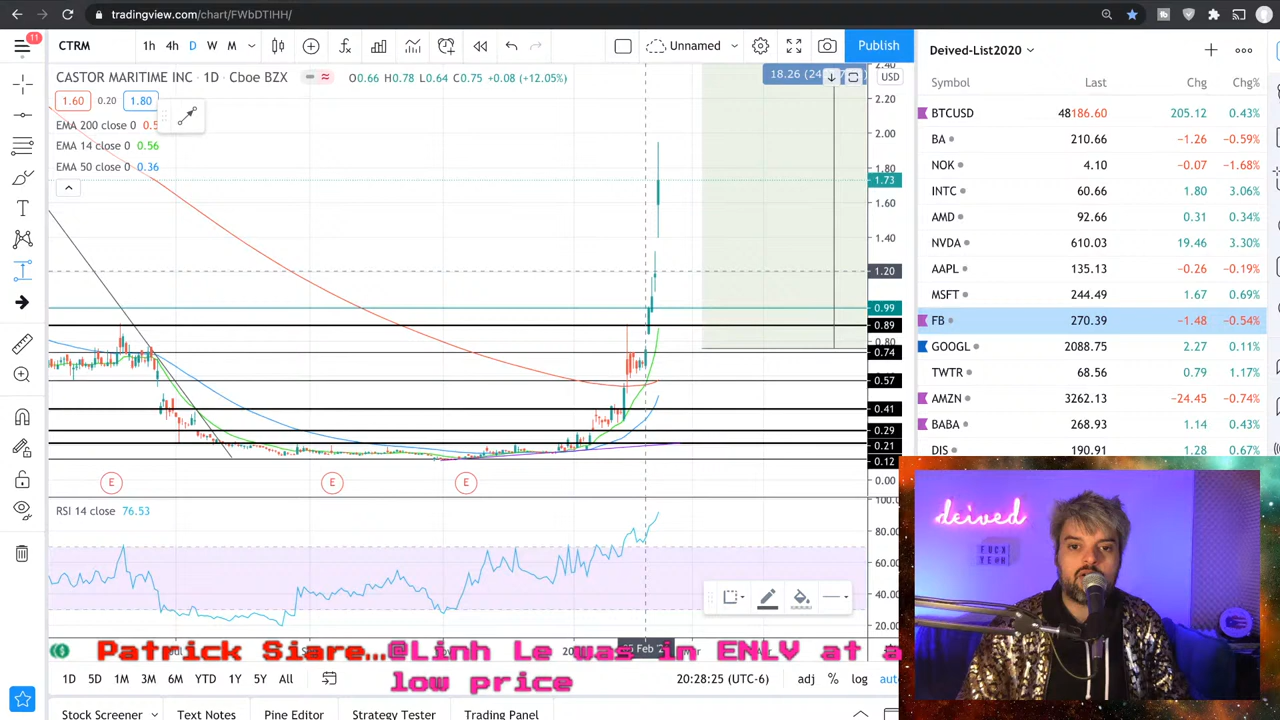 tradingview.com/chart/FWbDTIHH/
11
CTRM 1h 4h D W M Unnamed Publish
CASTOR MARITIME INC · 1D · Cboe BZX O0.66 H0.78 L0.64 C0.75 +0.08 (+12.05%)
1.60 0.20 1.80
EMA 200 close 0
EMA 14 close 0 0.56
EMA 50 close 0 0.36
18.26
USD
2.40
2.20
2.00
1.80
1.73
1.60
1.40
1.20
0.99
0.89
0.80
0.74
0.57
0.41
0.29
0.21
0.12
0.00
E E E
RSI 14 close 76.53
100.0
80.00
60.00
40.00
20.00
Feb
1D 5D 1M 3M 6M YTD 1Y 5Y All
20:28:25 (UTC-6) adj % log
Stock Screener Text Notes Pine Editor Strategy Tester Trading Panel
Deived-List2020
Symbol Last Chg Chg%
BTCUSD 48186.60 205.12 0.43%
BA 210.66 −1.26 −0.59%
NOK 4.10 −0.07 −1.68%
INTC 60.66 1.80 3.06%
AMD 92.66 0.31 0.34%
NVDA 610.03 19.46 3.30%
AAPL 135.13 −0.26 −0.19%
MSFT 244.49 1.67 0.69%
FB 270.39 −1.48 −0.54%
GOOGL 2088.75 2.27 0.11%
TWTR 68.56 0.79 1.17%
AMZN 3262.13 −24.45 −0.74%
BABA 268.93 1.14 0.43%
DIS 190.91 1.28 0.67%
deived
FUCK
YEAR
Patrick Siare...@Linh Le was in ENLV at a
low price